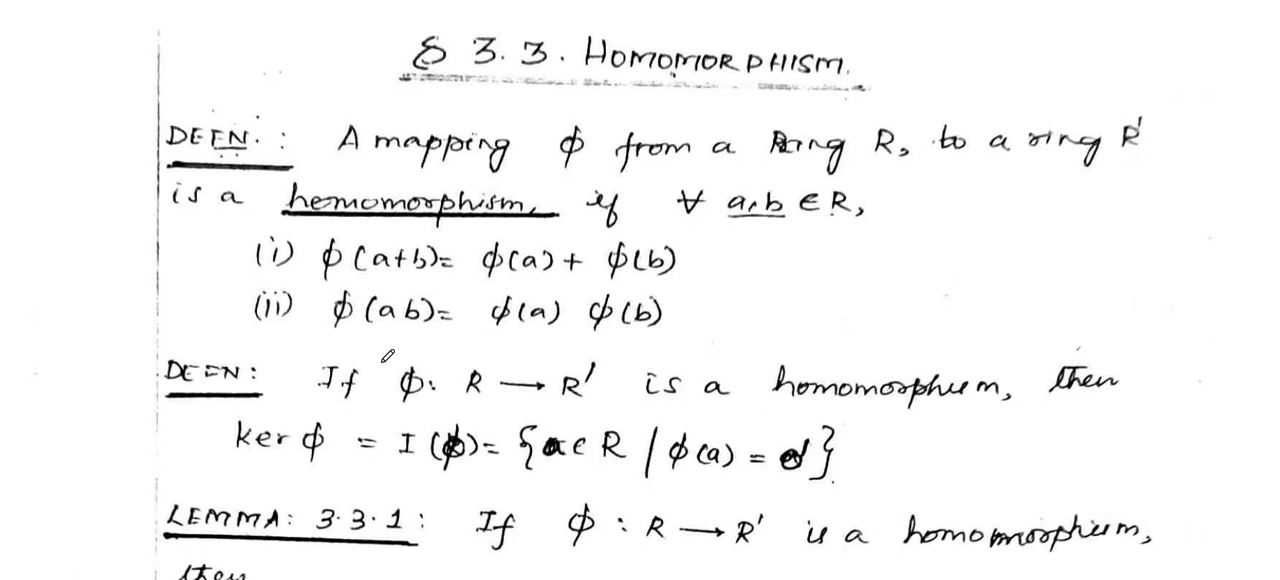 § 3.3. HOMOMORPHISM.
DEFN.: A mapping ϕ from a Ring R, to a ring R'
is a homomorphism, if ∀ a,b ∈ R,
(i) ϕ(a+b)= ϕ(a)+ ϕ(b)
(ii) ϕ(ab)= ϕ(a) ϕ(b)
DEFN: If ϕ: R → R' is a homomorphism, then
ker ϕ = I(ϕ)= {a∈R / ϕ(a) = 0'}
LEMMA: 3.3.1: If ϕ : R → R' is a homomorphism,
then